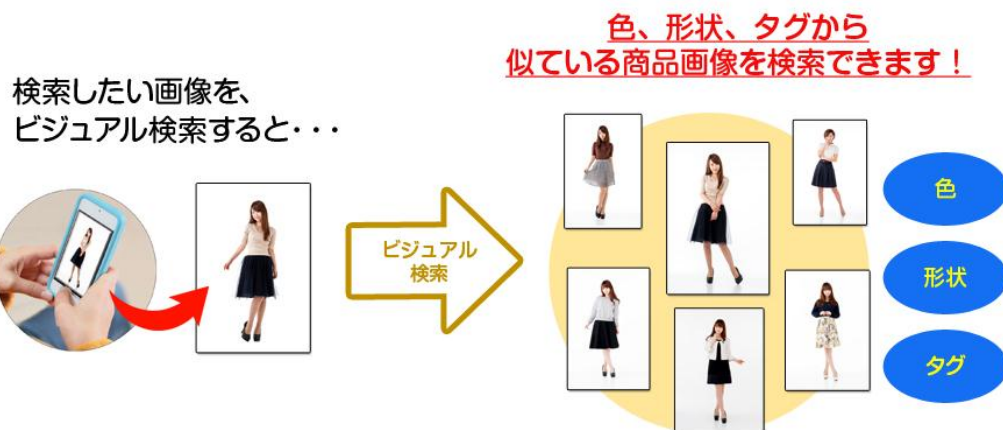 検索したい画像を、
ビジュアル検索すると・・・
ビジュアル
検索
色、形状、タグから
似ている商品画像を検索できます！
色
形状
タグ